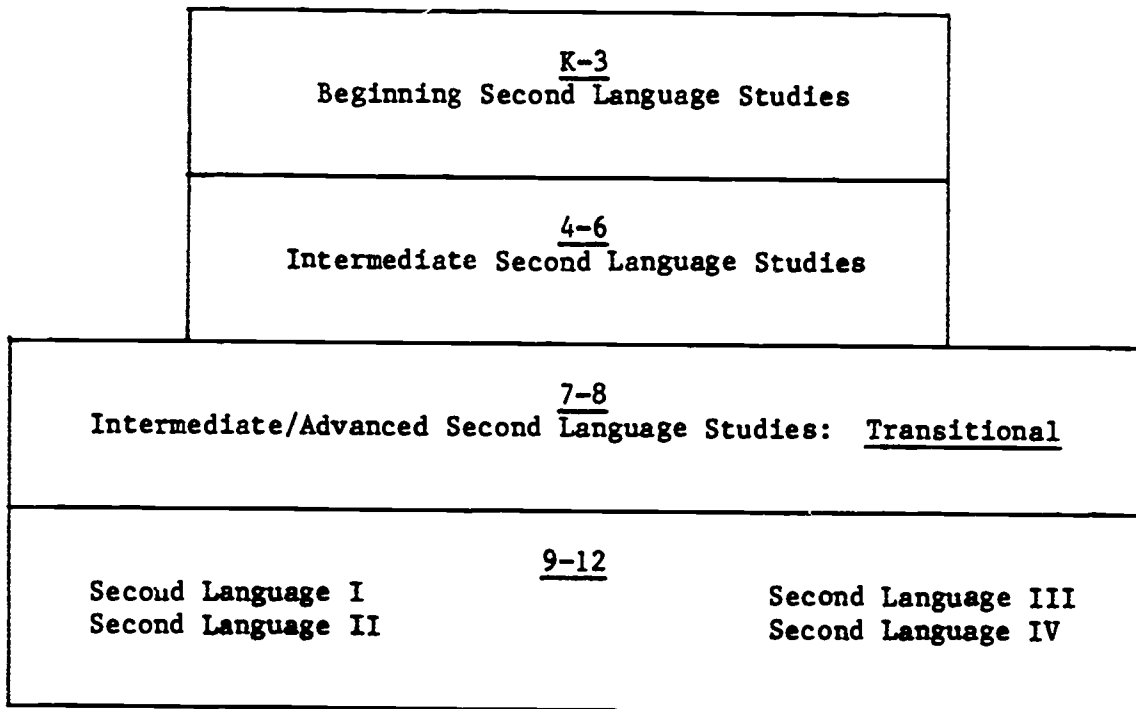 K-3
Beginning Second Language Studies
4-6
Intermediate Second Language Studies
7-8
Intermediate/Advanced Second Language Studies: Transitional
9-12
Second Language I
Second Language II
Second Language III
Second Language IV